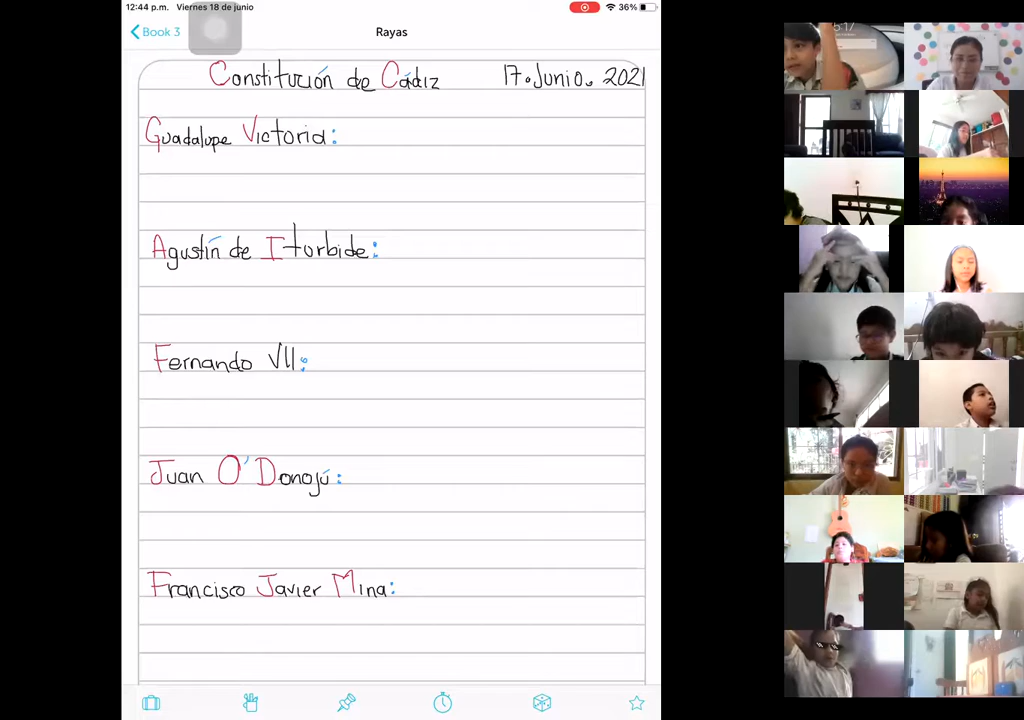 12:44 p.m. Viernes 18 de junio
36%
Book 3
Rayas
Constitución de Cádiz 17.Junio.2021
Guadalupe Victoria:
Agustín de Iturbide:
Fernando VII:
Juan O'Donojú:
Francisco Javier Mina: